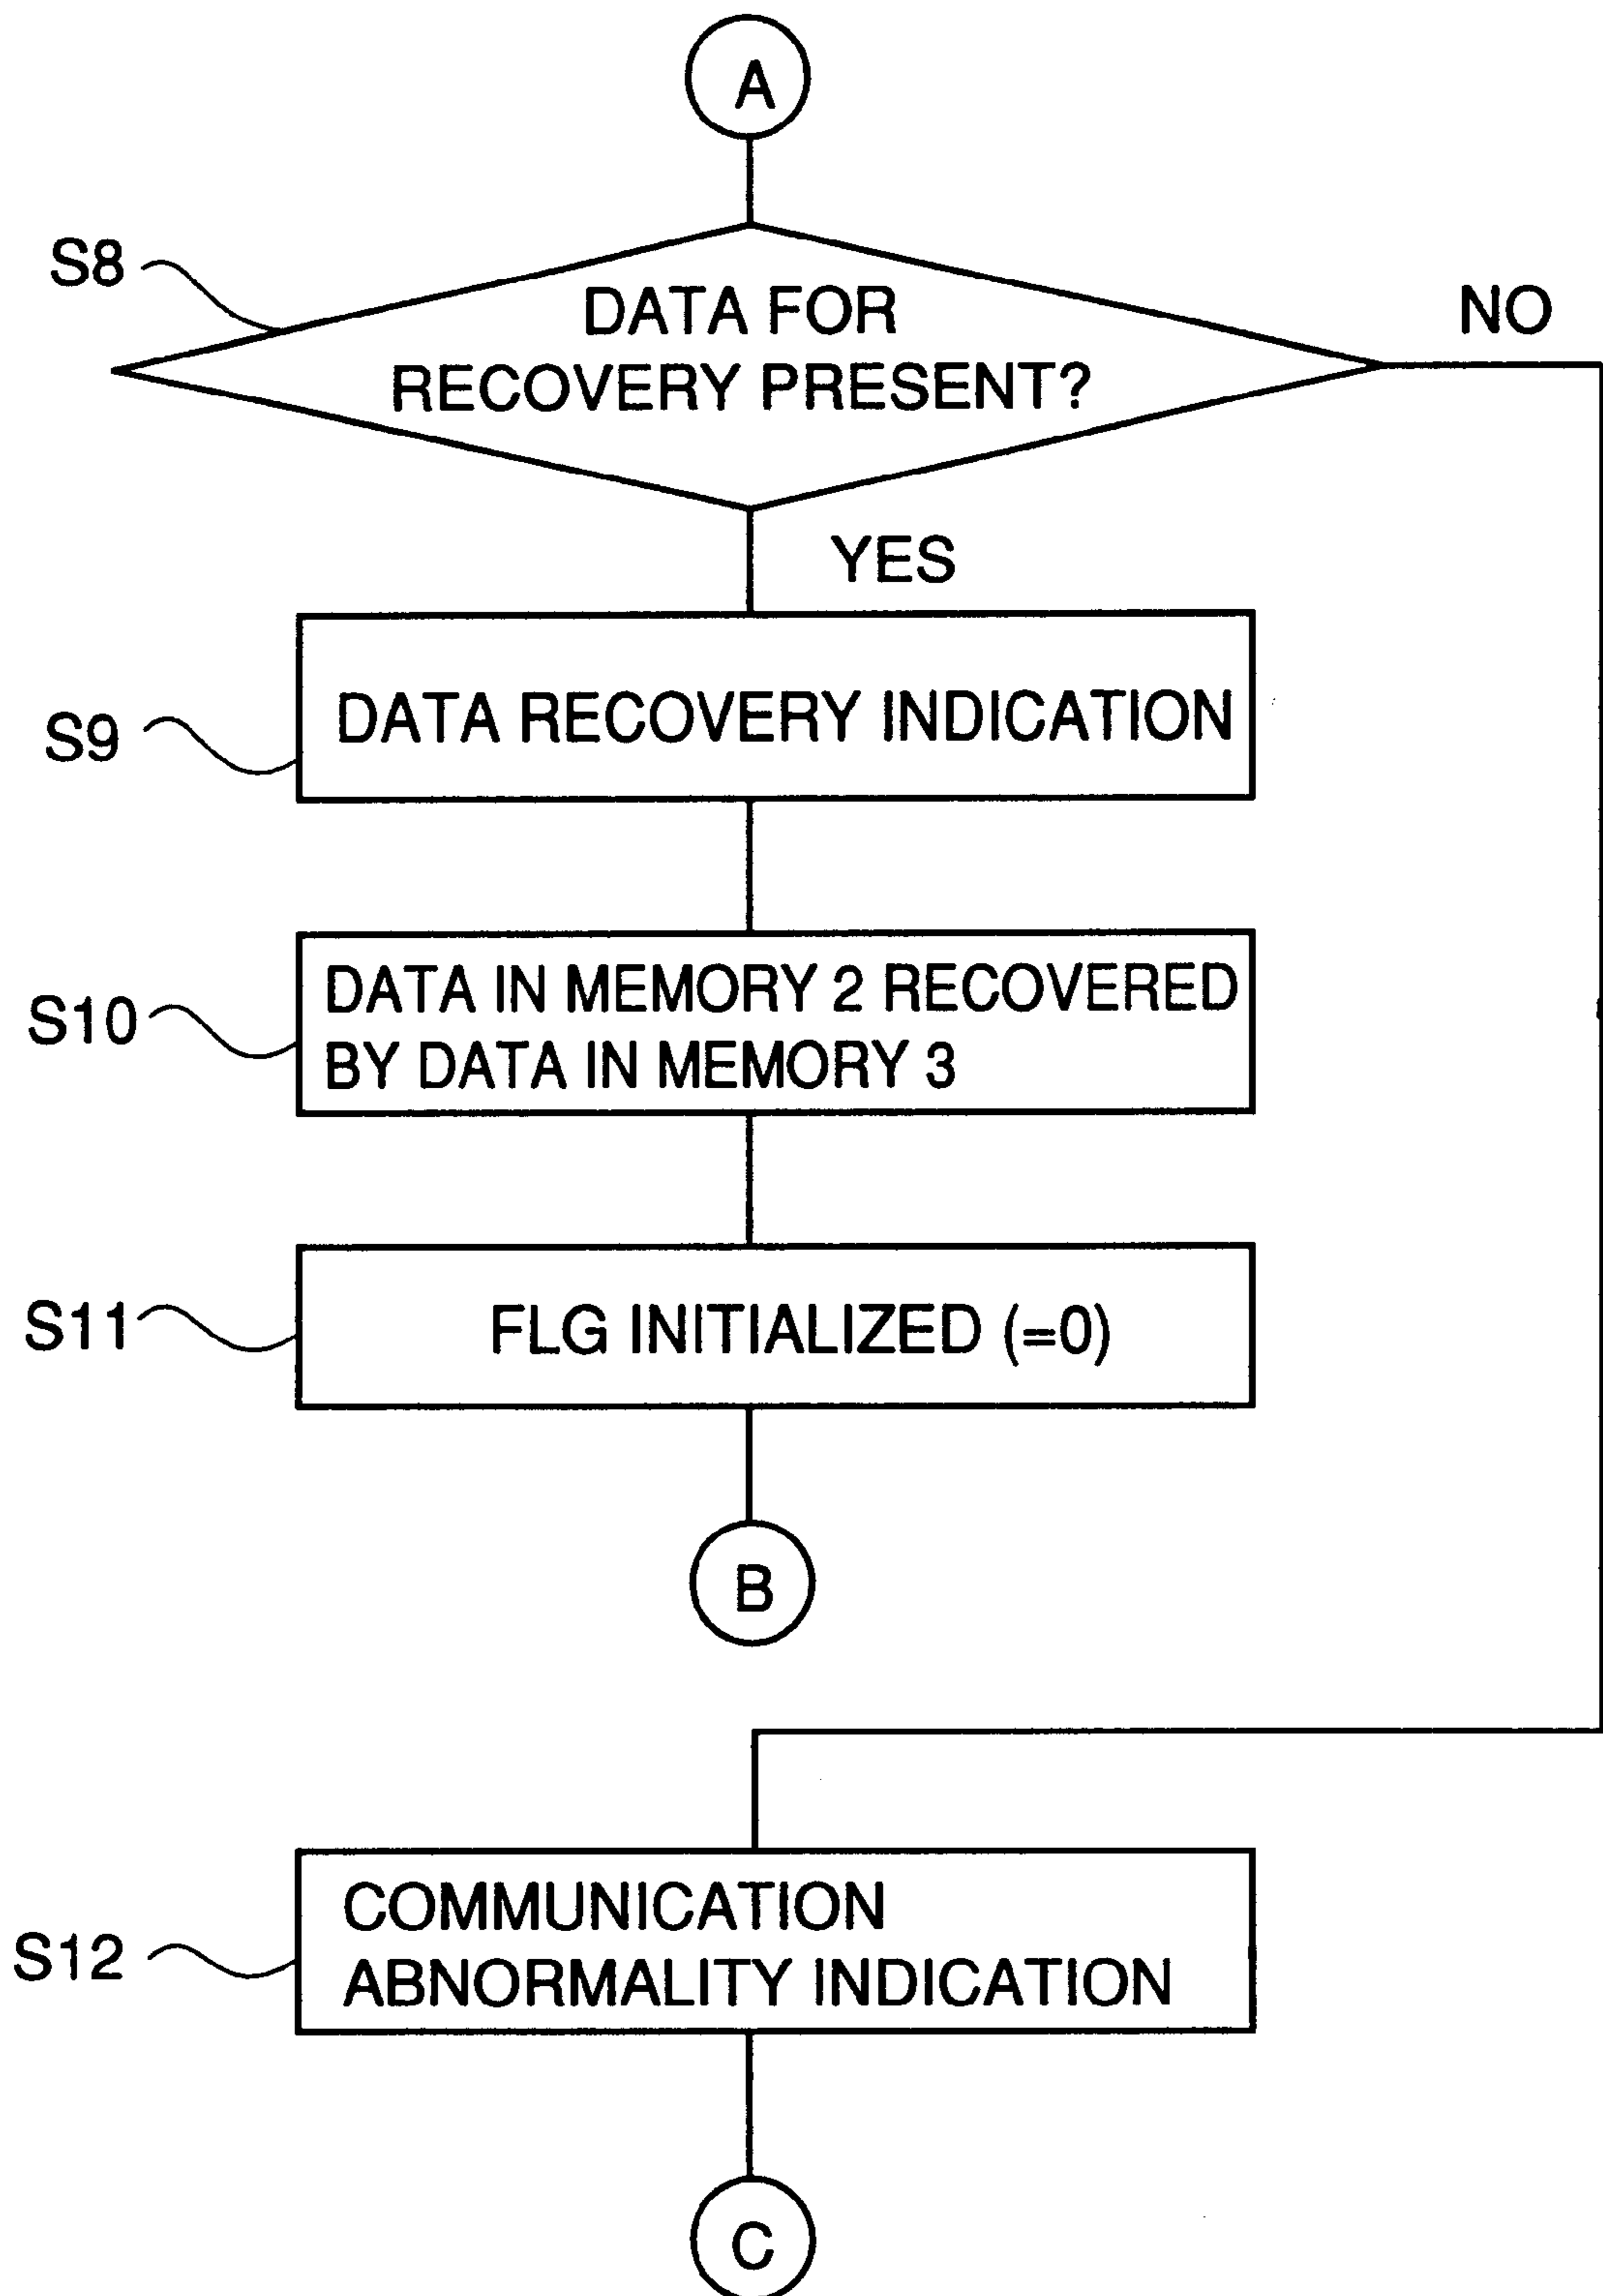 A
S8
DATA FOR
RECOVERY PRESENT?
NO
YES
S9
DATA RECOVERY INDICATION
S10
DATA IN MEMORY 2 RECOVERED
BY DATA IN MEMORY 3
S11
FLG INITIALIZED (=0)
B
S12
COMMUNICATION
ABNORMALITY INDICATION
C